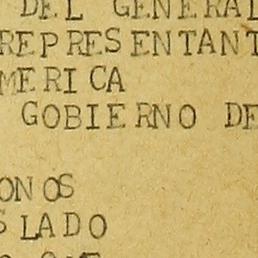 DEL GENERAL
REPRESENTANT
MERICA
GOBIERNO DE
ONOS
SLADO